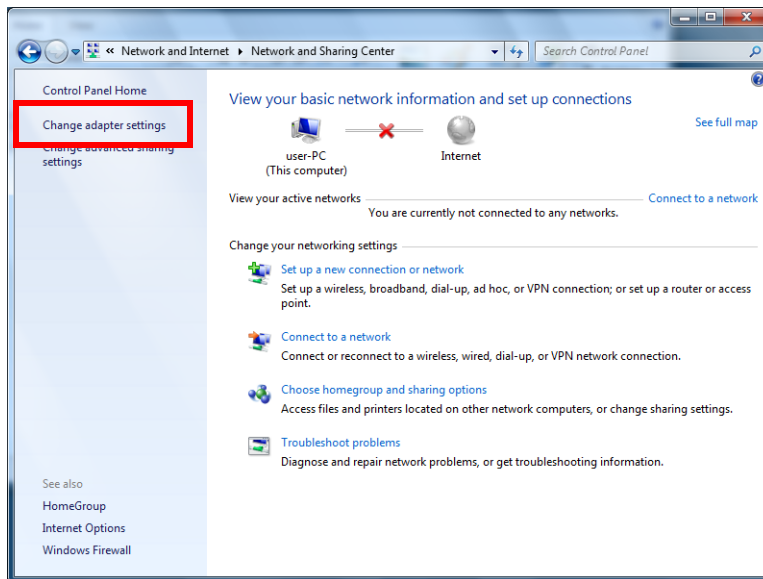 « Network and Internet ▸ Network and Sharing Center
Search Control Panel
Control Panel Home
Change adapter settings
Change advanced sharing
settings
See also
HomeGroup
Internet Options
Windows Firewall
View your basic network information and set up connections
See full map
user-PC
(This computer)
Internet
View your active networks
Connect to a network
You are currently not connected to any networks.
Change your networking settings
Set up a new connection or network
Set up a wireless, broadband, dial-up, ad hoc, or VPN connection; or set up a router or access
point.
Connect to a network
Connect or reconnect to a wireless, wired, dial-up, or VPN network connection.
Choose homegroup and sharing options
Access files and printers located on other network computers, or change sharing settings.
Troubleshoot problems
Diagnose and repair network problems, or get troubleshooting information.